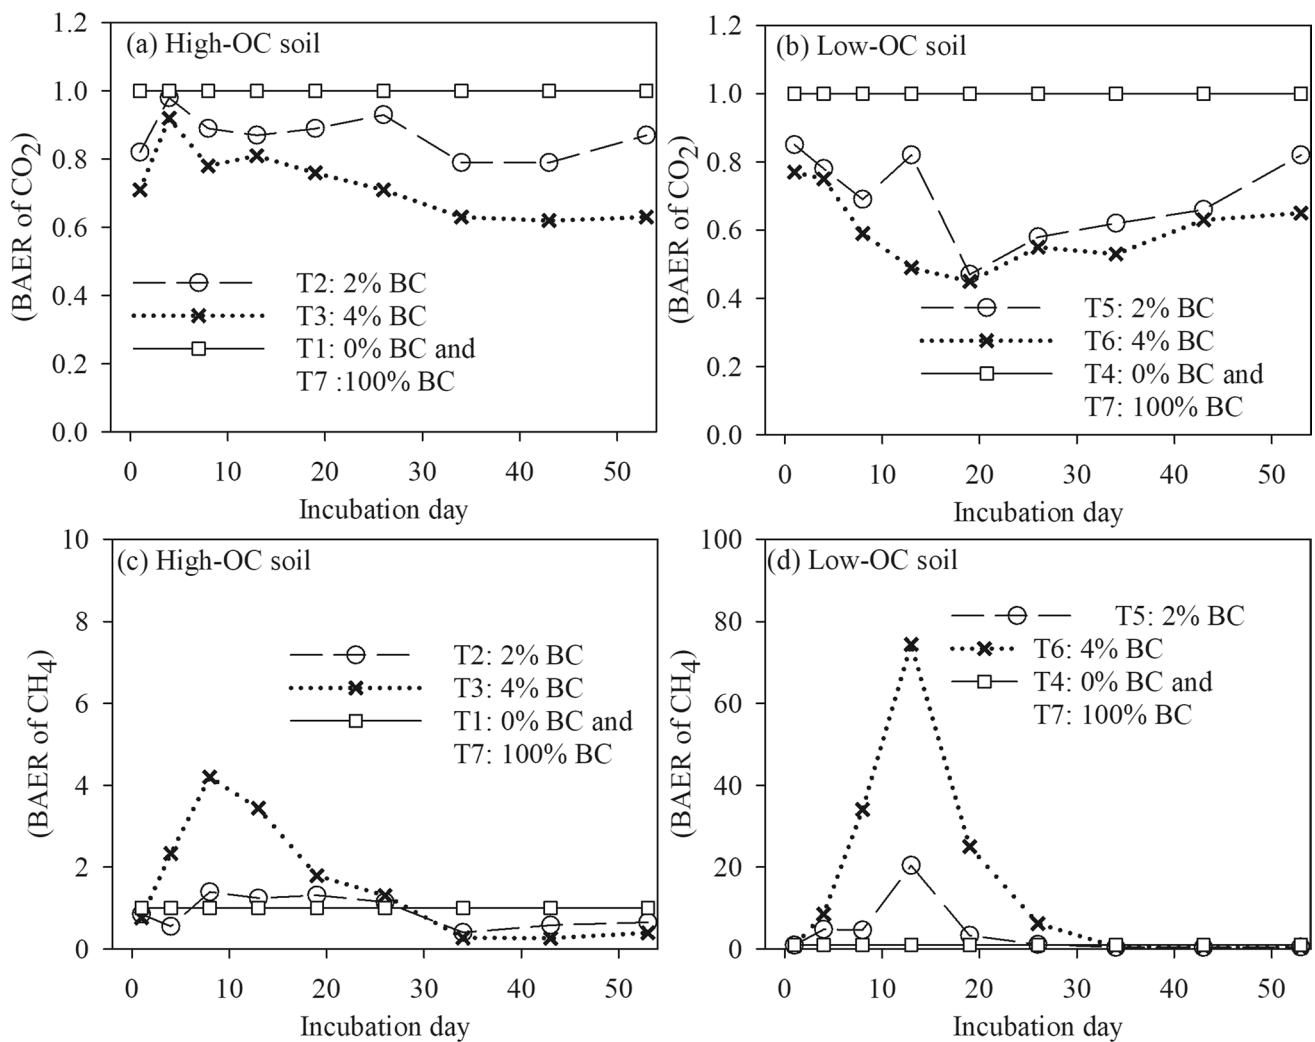 (a) High-OC soil
1.2
1.0
0.8
0.6
0.4
0.2
0.0
(BAER of CO2)
T2: 2% BC
T3: 4% BC
T1: 0% BC and
T7 :100% BC
0 10 20 30 40 50
Incubation day
(b) Low-OC soil
1.2
1.0
0.8
0.6
0.4
0.2
0.0
(BAER of CO2)
T5: 2% BC
T6: 4% BC
T4: 0% BC and
T7: 100% BC
0 10 20 30 40 50
Incubation day
(c) High-OC soil
10
8
6
4
2
0
(BAER of CH4)
T2: 2% BC
T3: 4% BC
T1: 0% BC and
T7: 100% BC
0 10 20 30 40 50
Incubation day
(d) Low-OC soil
100
80
60
40
20
0
(BAER of CH4)
T5: 2% BC
T6: 4% BC
T4: 0% BC and
T7: 100% BC
0 10 20 30 40 50
Incubation day